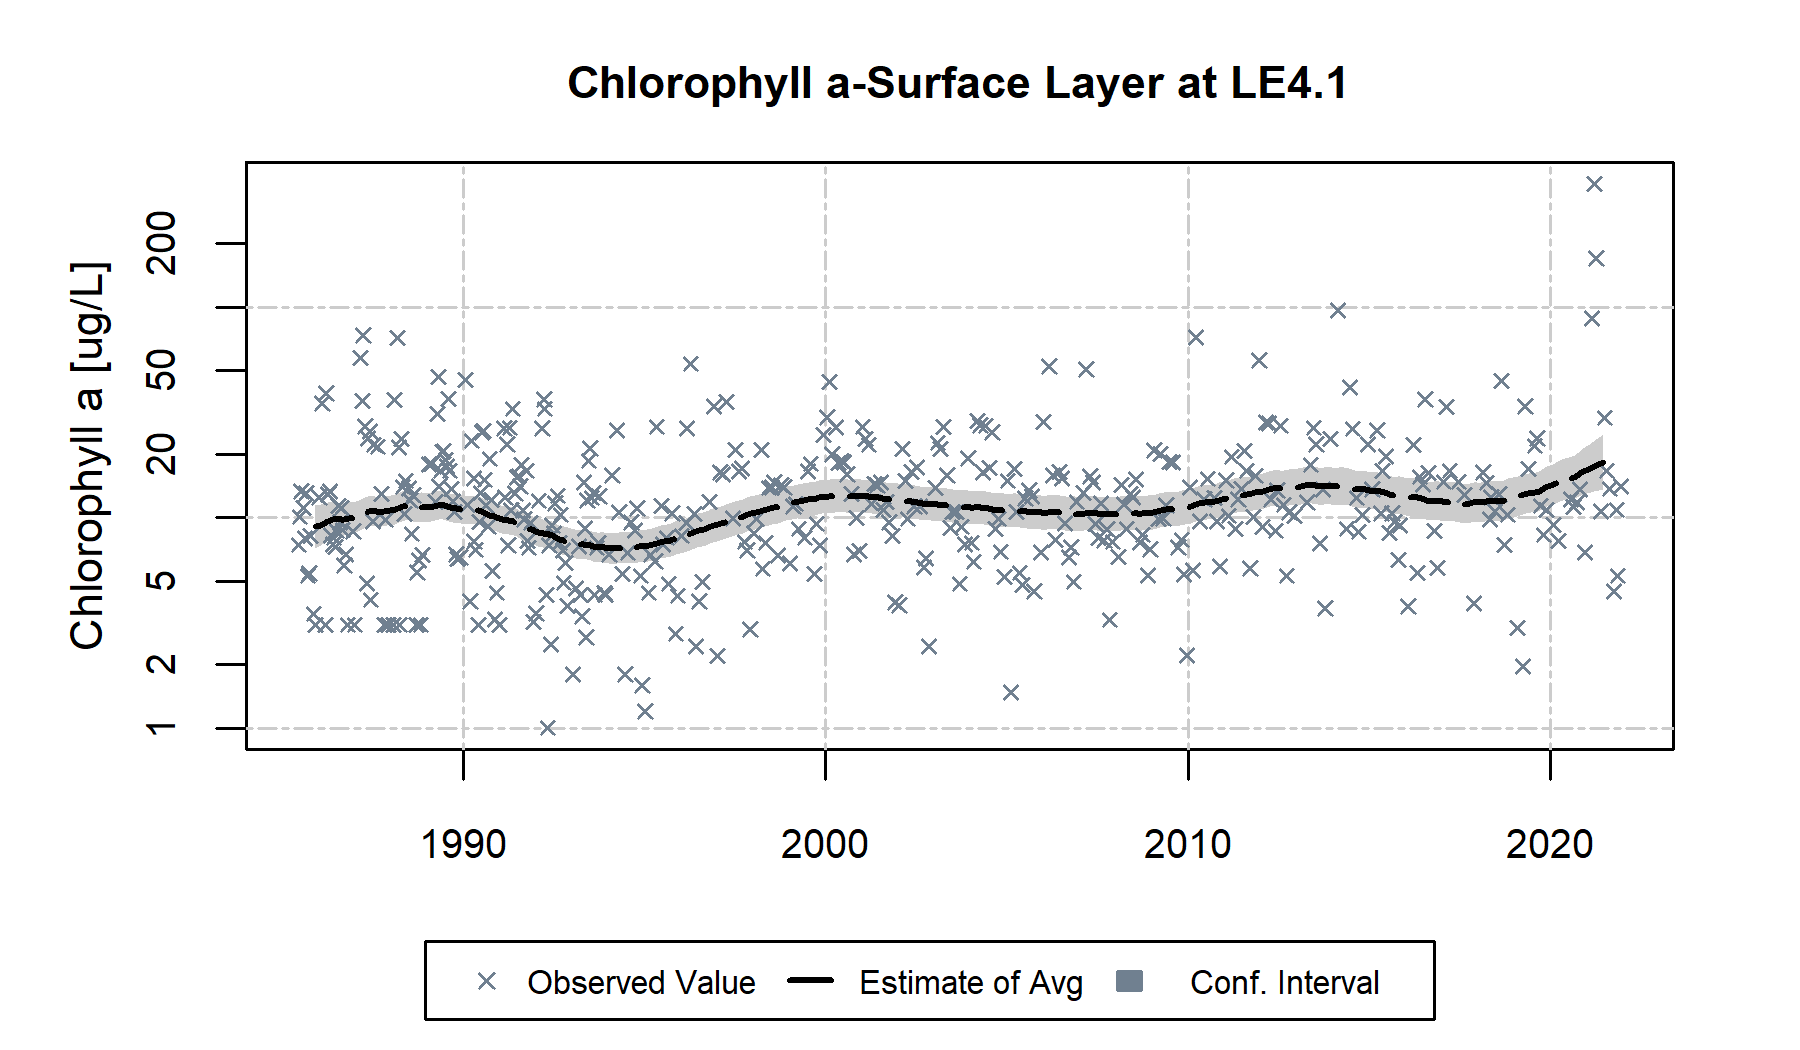 Chlorophyll a-Surface Layer at LE4.1
Chlorophyll a [ug/L]
200
50
20
5
2
1
1990 2000 2010 2020
Observed Value Estimate of Avg Conf. Interval